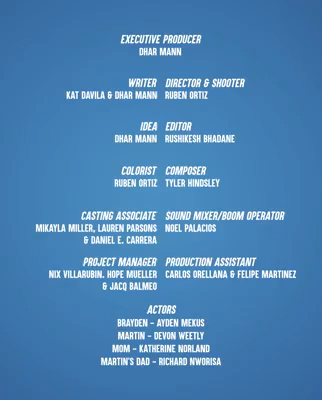 EXECUTIVE PRODUCER
DHAR MANN
WRITER
KAT DAVILA & DHAR MANN
DIRECTOR & SHOOTER
RUBEN ORTIZ
IDEA
DHAR MANN
EDITOR
RUSHIKESH BHADANE
COLORIST
RUBEN ORTIZ
COMPOSER
TYLER HINDSLEY
CASTING ASSOCIATE
MIKAYLA MILLER, LAUREN PARSONS
& DANIEL E. CARRERA
SOUND MIXER/BOOM OPERATOR
NOEL PALACIOS
PROJECT MANAGER
NIX VILLARUBIN. HOPE MUELLER
& JACQ BALMEO
PRODUCTION ASSISTANT
CARLOS ORELLANA & FELIPE MARTINEZ
ACTORS
BRAYDEN – AYDEN MEKUS
MARTIN – DEVON WEETLY
MOM – KATHERINE NORLAND
MARTIN'S DAD – RICHARD NWORISA